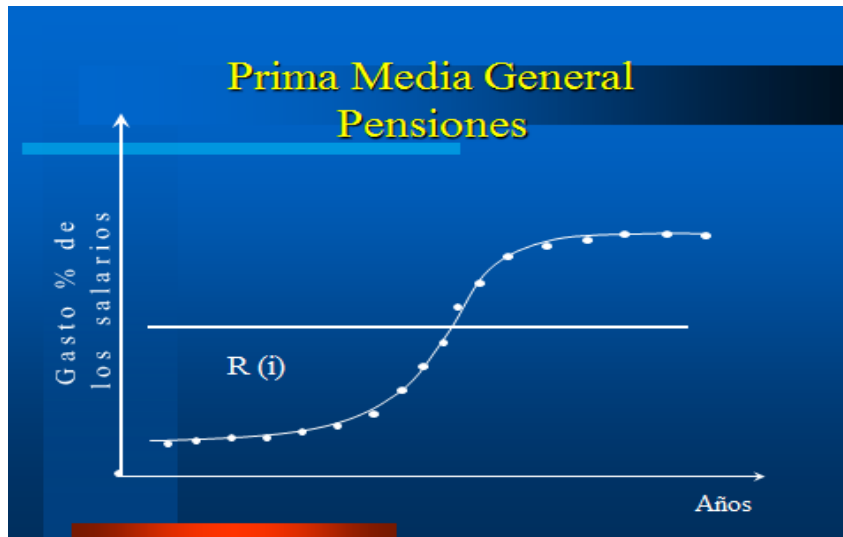 Prima Media General
Pensiones
Gasto % de
los salarios
R (i)
Años